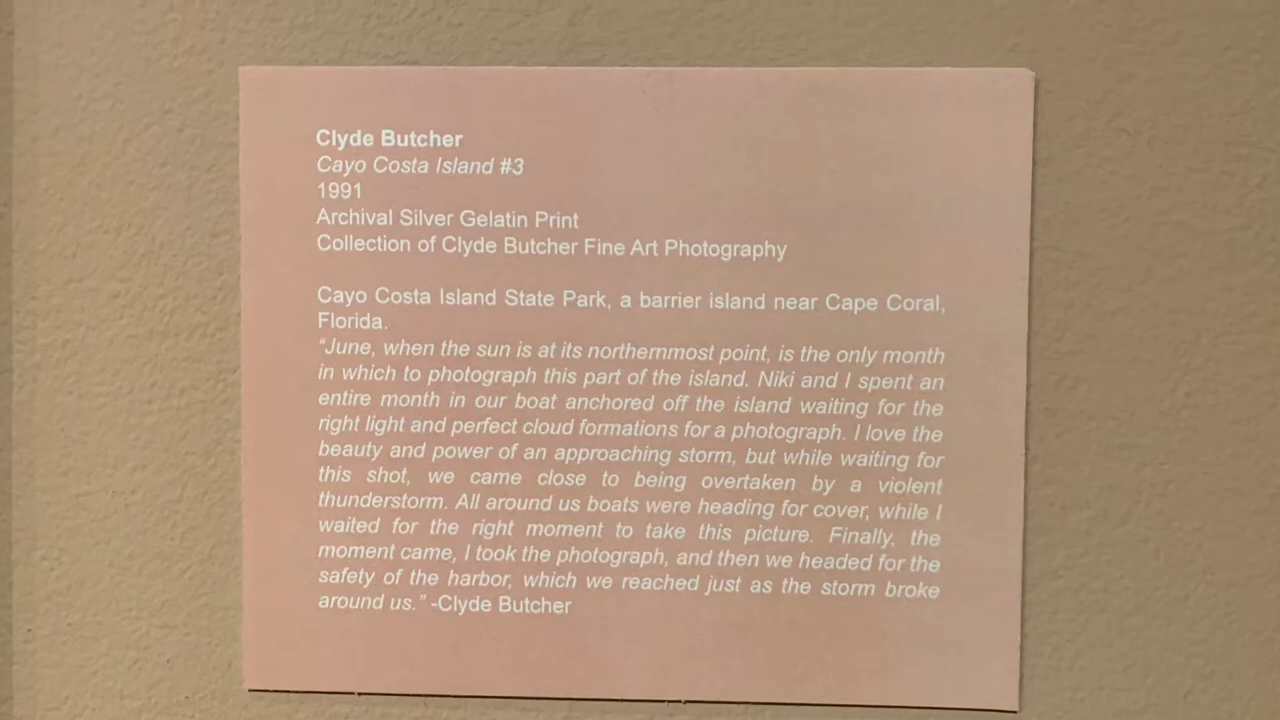 Clyde Butcher
Cayo Costa Island #3
1991
Archival Silver Gelatin Print
Collection of Clyde Butcher Fine Art Photography
Cayo Costa Island State Park, a barrier island near Cape Coral,
Florida.
“June, when the sun is at its northernmost point, is the only month
in which to photograph this part of the island. Niki and I spent an
entire month in our boat anchored off the island waiting for the
right light and perfect cloud formations for a photograph. I love the
beauty and power of an approaching storm, but while waiting for
this shot, we came close to being overtaken by a violent
thunderstorm. All around us boats were heading for cover, while I
waited for the right moment to take this picture. Finally, the
moment came, I took the photograph, and then we headed for the
safety of the harbor, which we reached just as the storm broke
around us.” -Clyde Butcher